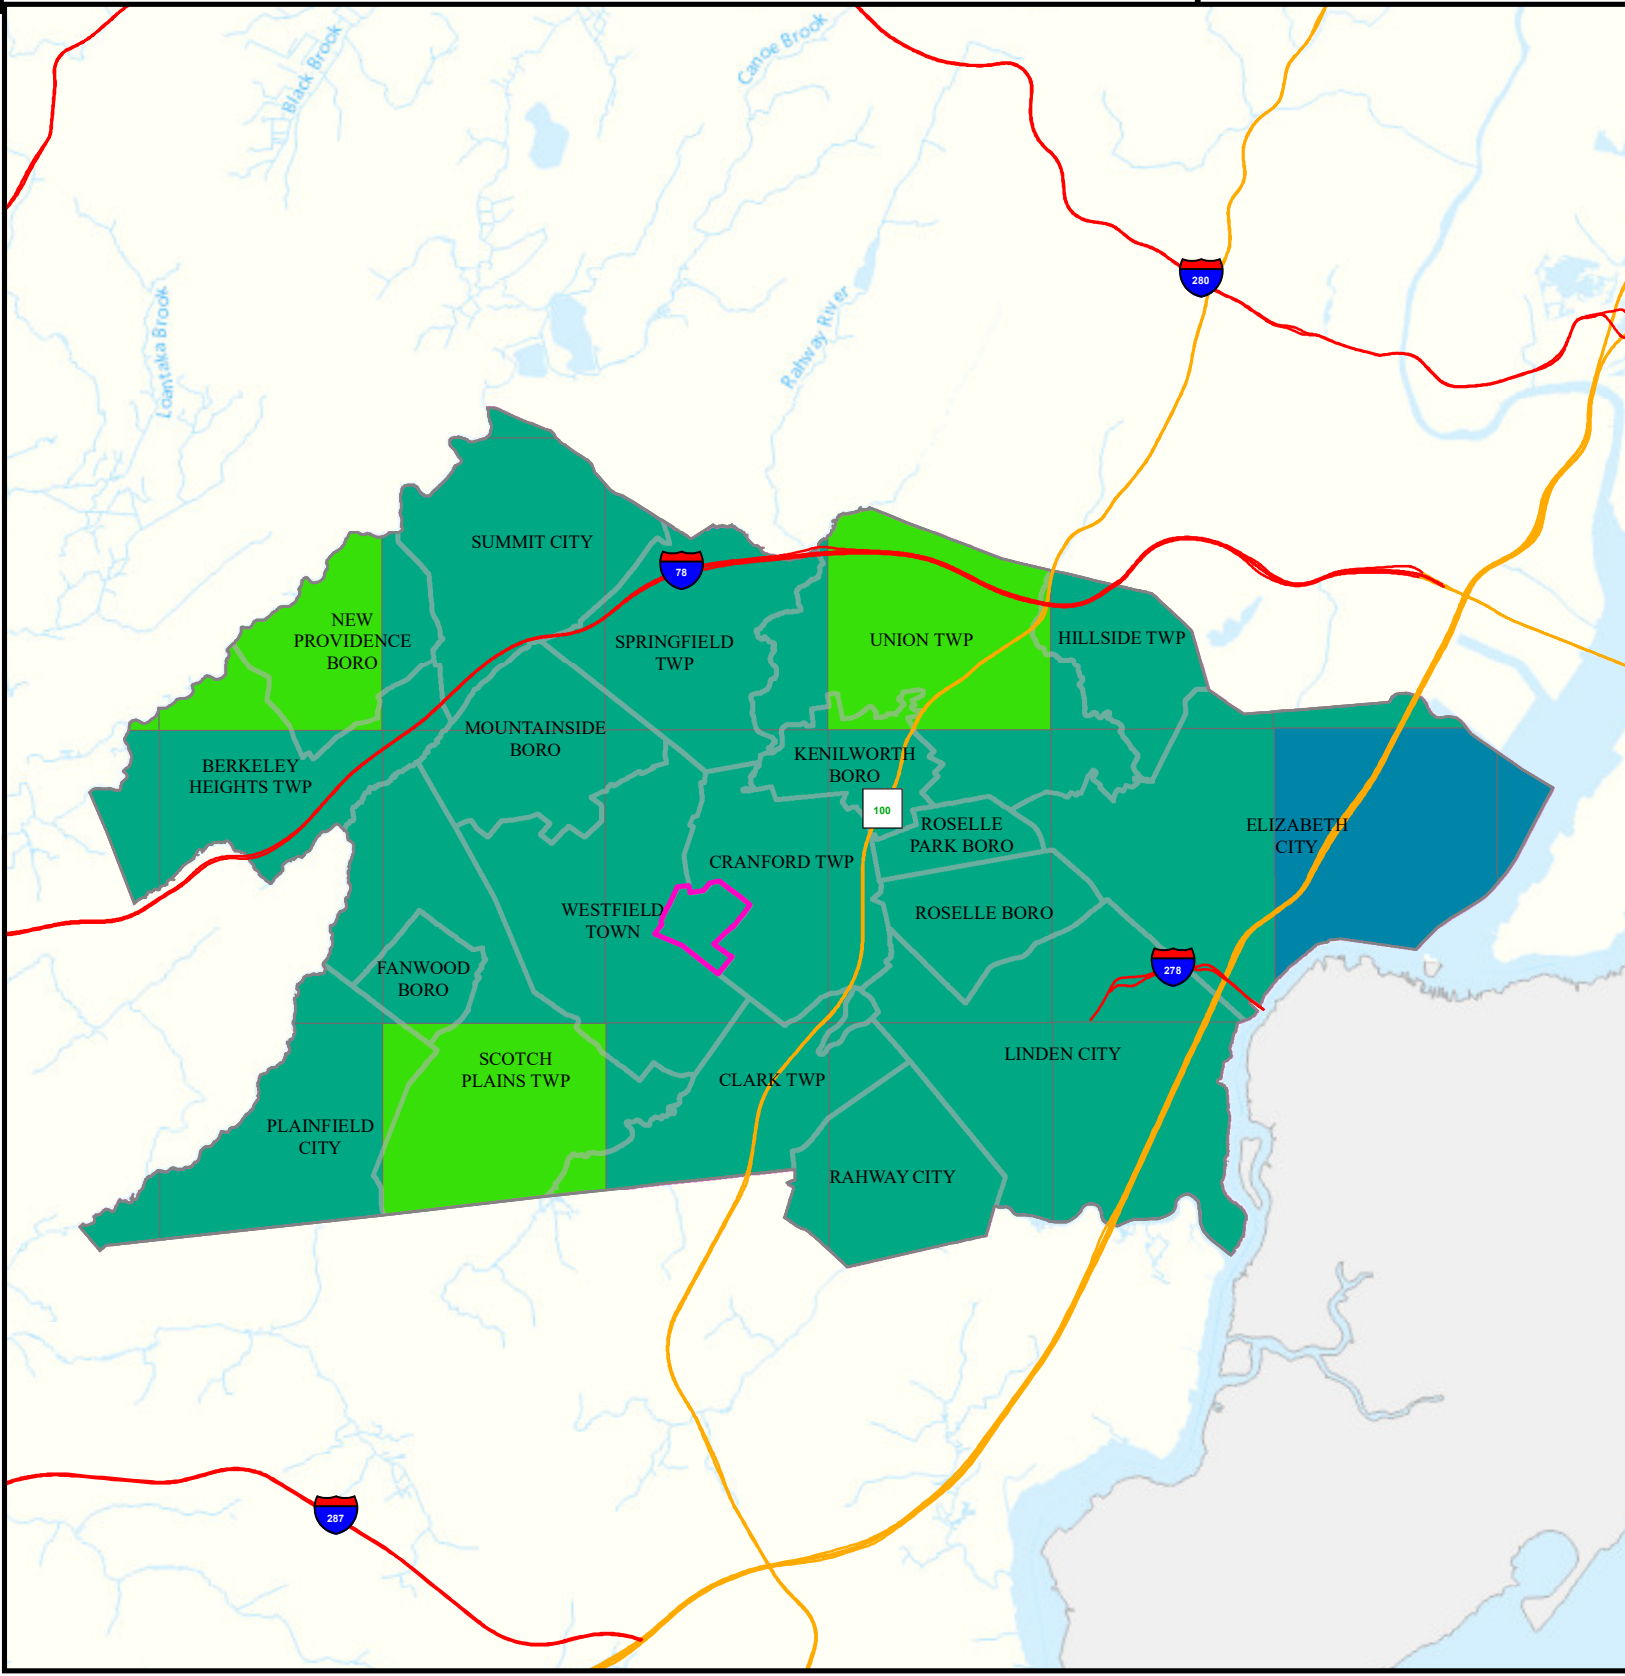 Black Brook
Canoe Brook
Loantaka Brook
Rahway River
280
SUMMIT CITY
78
NEW
PROVIDENCE
BORO
SPRINGFIELD
TWP
UNION TWP
HILLSIDE TWP
MOUNTAINSIDE
BORO
KENILWORTH
BORO
BERKELEY
HEIGHTS TWP
100
ROSELLE
PARK BORO
ELIZABETH
CITY
CRANFORD TWP
WESTFIELD
TOWN
ROSELLE BORO
FANWOOD
BORO
278
SCOTCH
PLAINS TWP
LINDEN CITY
CLARK TWP
PLAINFIELD
CITY
RAHWAY CITY
287